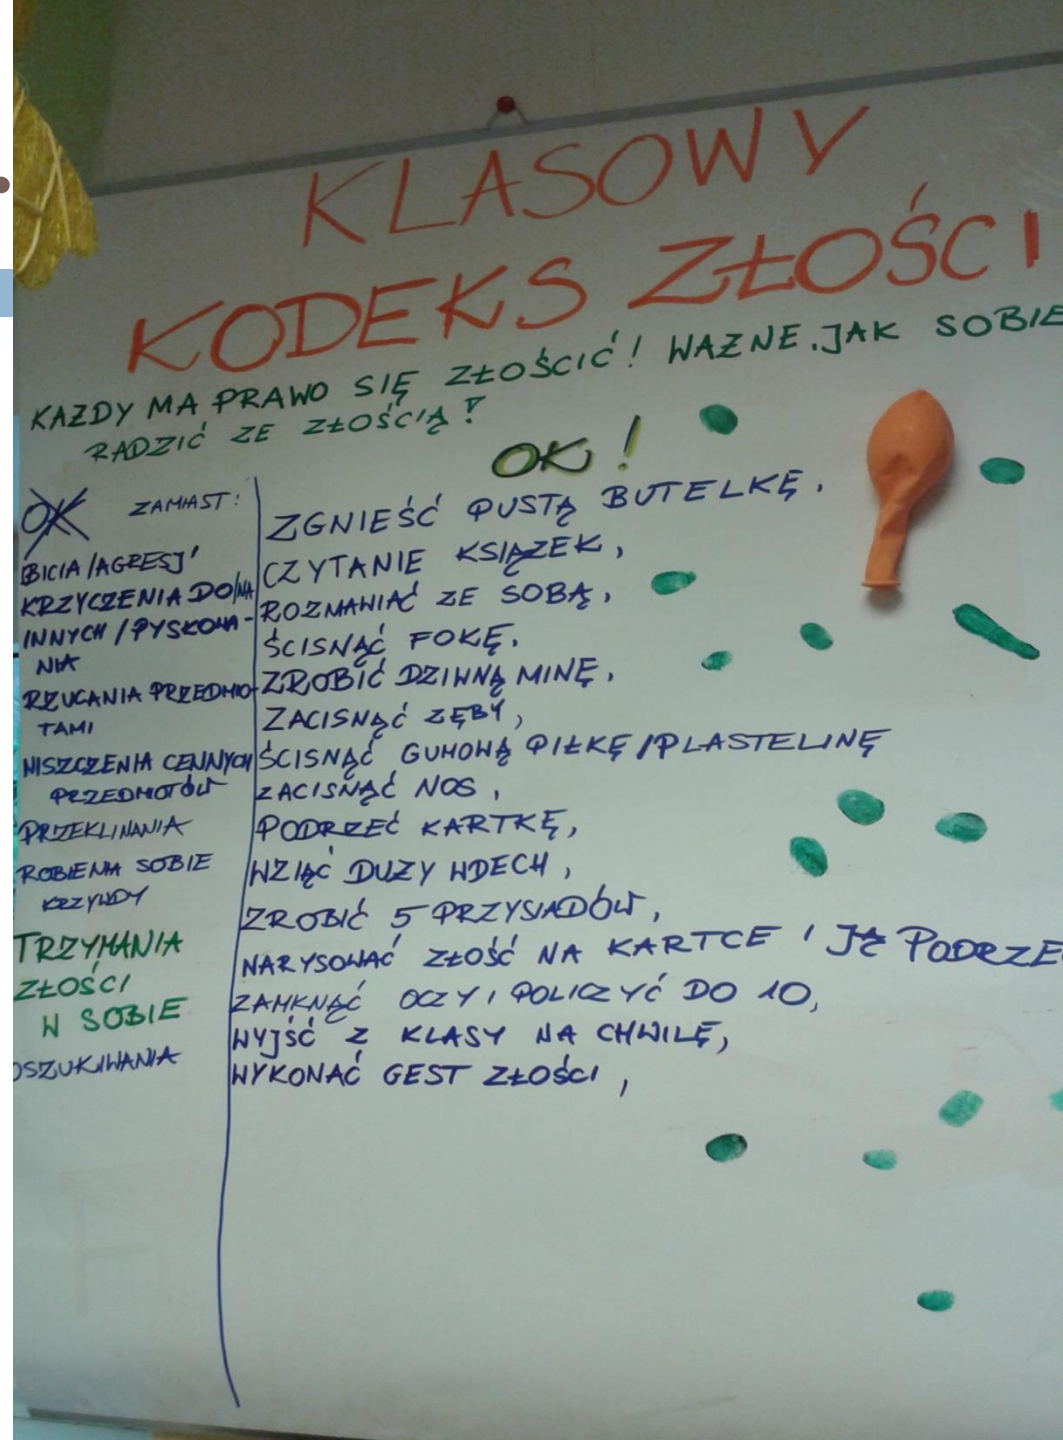 KLASOWY
KODEKS ZŁOŚCI
KAŻDY MA PRAWO SIĘ ZŁOŚCIĆ! WAŻNE, JAK SOBIE
RADZIĆ ZE ZŁOŚCIĄ!
OK!
OK ZAMIAST:
BICIA/AGRESJI
KRZYCZENIA DO/NA
INNYCH/PYSKOWA-
NIA
RZUCANIA PRZEDMIO-
TAMI
NISZCZENIA CENNYCH
PRZEDMIOTÓW
PRZEKLINANIA
ROBIENIA SOBIE
KRZYWDY
TRZYMANIA
ZŁOŚCI
W SOBIE
OSZUKIWANIA
ZGNIEŚĆ PUSTĄ BUTELKĘ,
CZYTANIE KSIĄŻEK,
ROZMAWIAĆ ZE SOBĄ,
ŚCISNĄĆ FOKĘ,
ZROBIĆ DZIWNĄ MINĘ,
ZACISNĄĆ ZĘBY,
ŚCISNĄĆ GUMOWĄ PIŁKĘ/PLASTELINĘ
ZACISNĄĆ NOS,
PODRZEĆ KARTKĘ,
WZIĄĆ DUŻY WDECH,
ZROBIĆ 5 PRZYSIADÓW,
NARYSOWAĆ ZŁOŚĆ NA KARTCE I JĄ PODRZE
ZAMKNĄĆ OCZY I POLICZYĆ DO 10,
WYJŚĆ Z KLASY NA CHWILĘ,
WYKONAĆ GEST ZŁOŚCI,